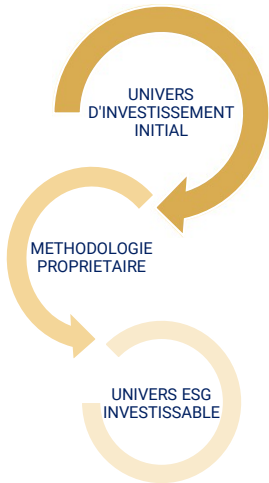 UNIVERS
D'INVESTISSEMENT
INITIAL
METHODOLOGIE
PROPRIETAIRE
UNIVERS ESG
INVESTISSABLE